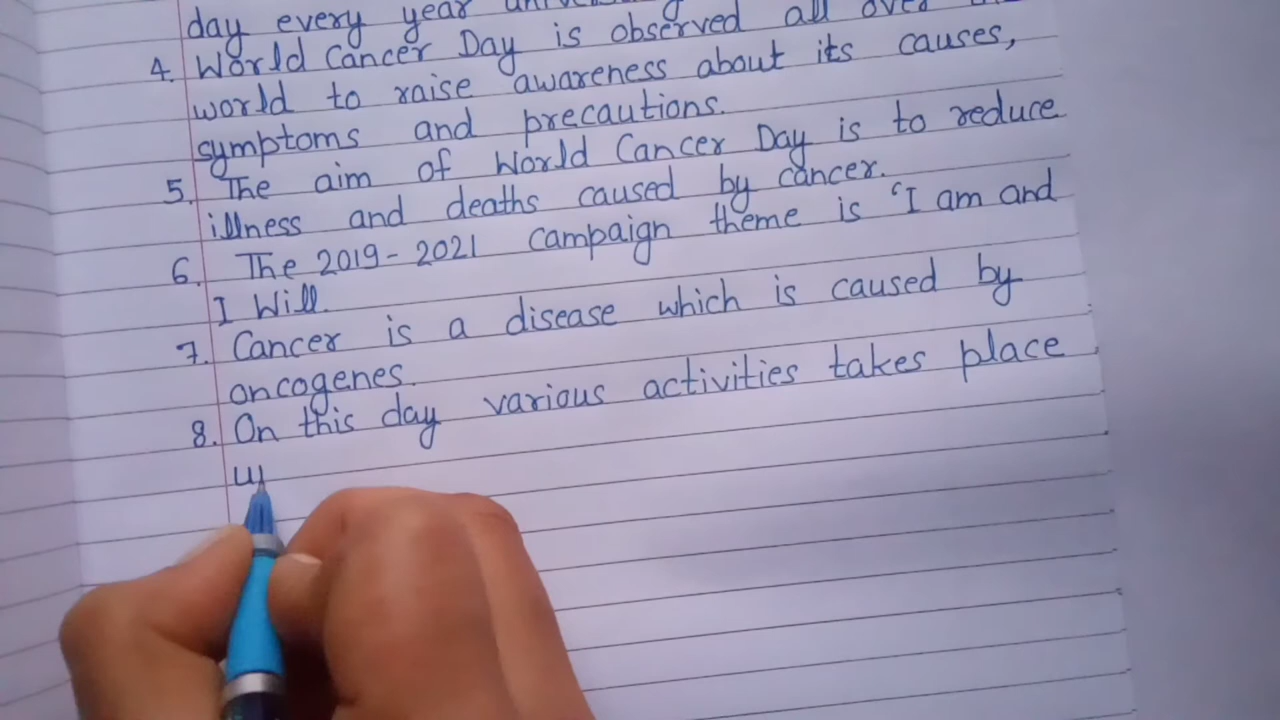 day every year
4. World Cancer Day is observed all over
world to raise awareness about its causes,
symptoms and precautions.
5. The aim of World Cancer Day is to reduce
illness and deaths caused by cancer.
6. The 2019-2021 campaign theme is 'I am and
I Will.
7. Cancer is a disease which is caused by
oncogenes.
8. On this day various activities takes place